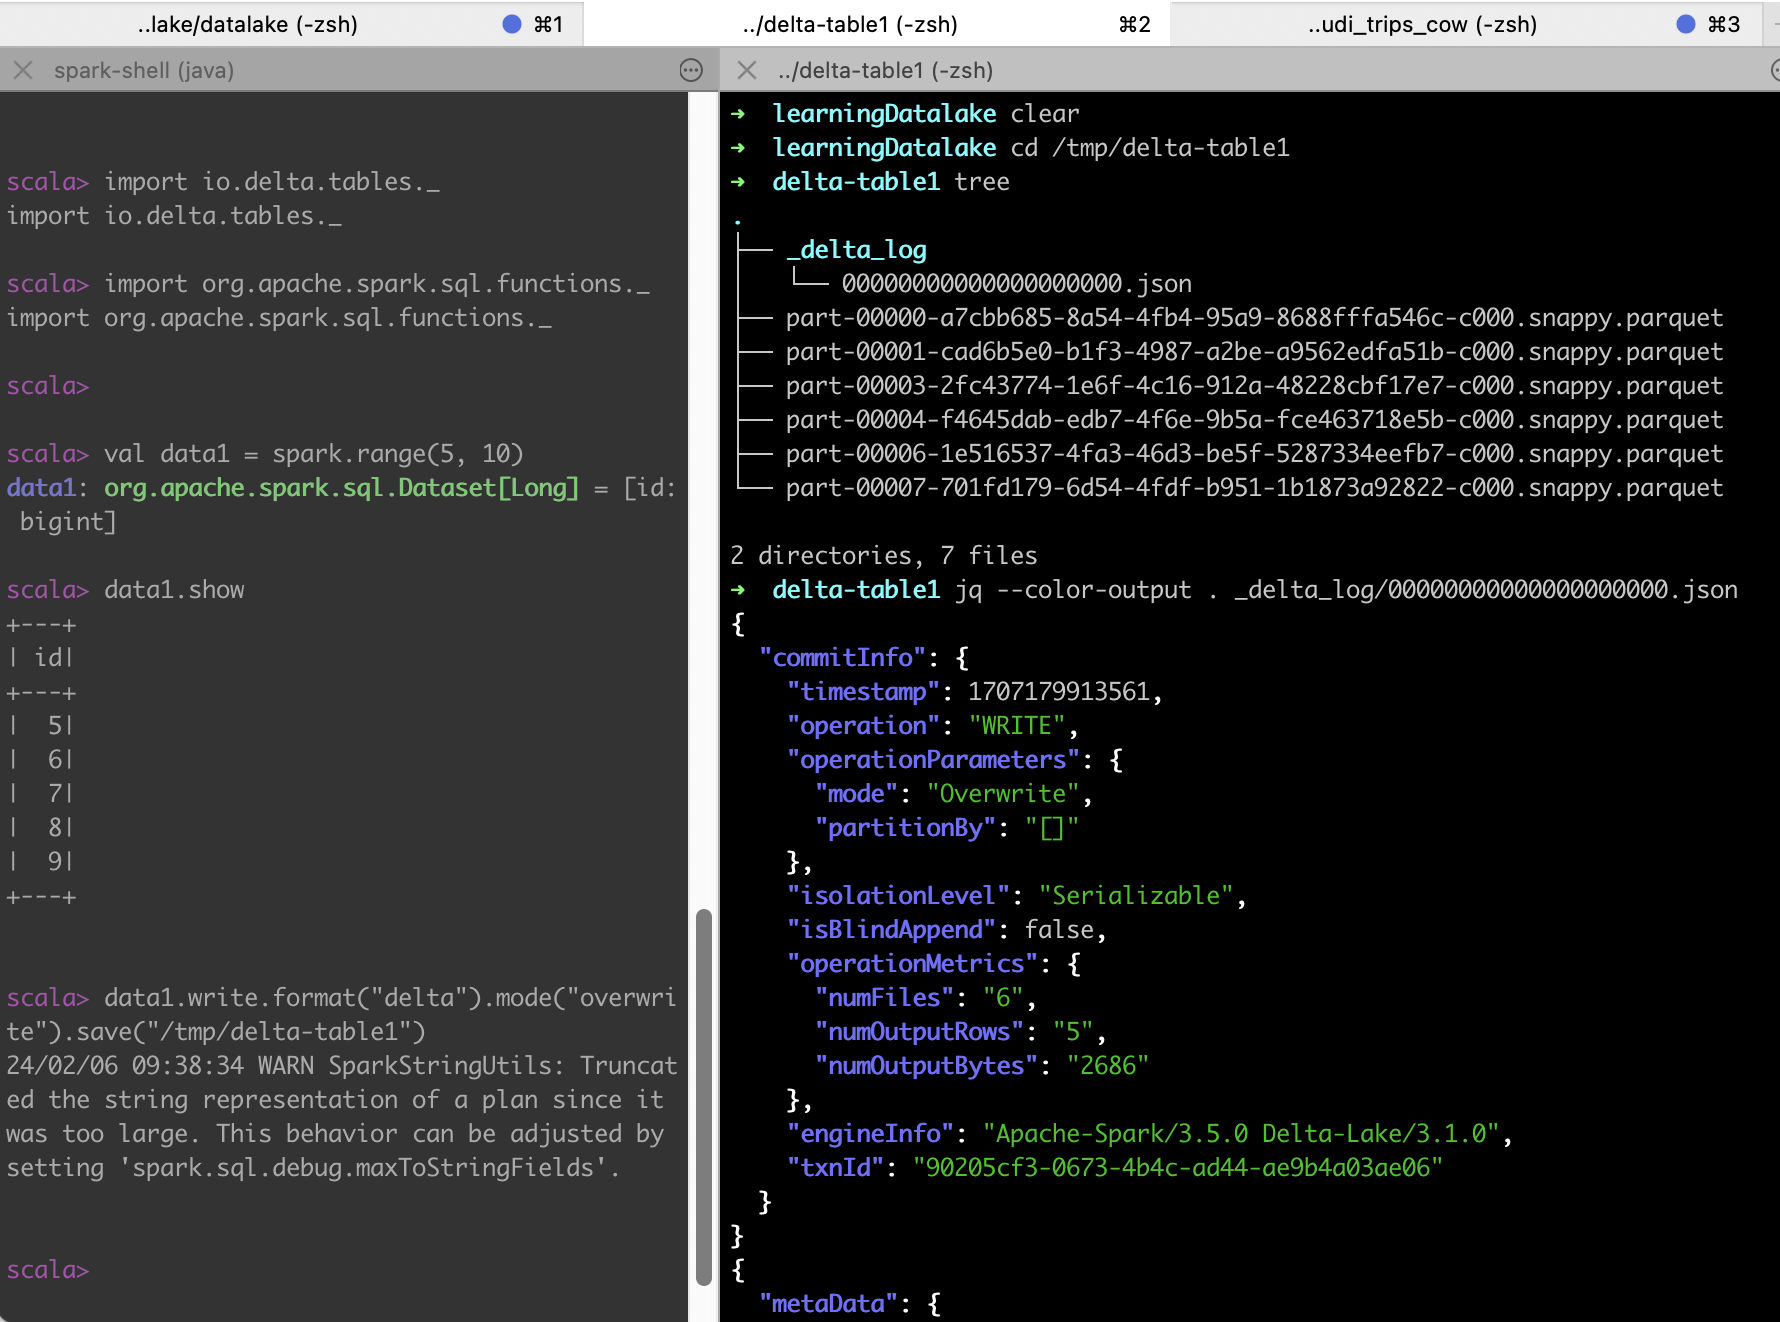 ..lake/datalake (-zsh) ⌘1
../delta-table1 (-zsh) ⌘2
..udi_trips_cow (-zsh) ⌘3
spark-shell (java)
scala> import io.delta.tables._
import io.delta.tables._
scala> import org.apache.spark.sql.functions._
import org.apache.spark.sql.functions._
scala>
scala> val data1 = spark.range(5, 10)
data1: org.apache.spark.sql.Dataset[Long] = [id:
 bigint]
scala> data1.show
+---+
| id|
+---+
|  5|
|  6|
|  7|
|  8|
|  9|
+---+
scala> data1.write.format("delta").mode("overwri
te").save("/tmp/delta-table1")
24/02/06 09:38:34 WARN SparkStringUtils: Truncat
ed the string representation of a plan since it
was too large. This behavior can be adjusted by
setting 'spark.sql.debug.maxToStringFields'.
scala>
../delta-table1 (-zsh)
➜  learningDatalake clear
➜  learningDatalake cd /tmp/delta-table1
➜  delta-table1 tree
.
├── _delta_log
│   └── 00000000000000000000.json
├── part-00000-a7cbb685-8a54-4fb4-95a9-8688fffa546c-c000.snappy.parquet
├── part-00001-cad6b5e0-b1f3-4987-a2be-a9562edfa51b-c000.snappy.parquet
├── part-00003-2fc43774-1e6f-4c16-912a-48228cbf17e7-c000.snappy.parquet
├── part-00004-f4645dab-edb7-4f6e-9b5a-fce463718e5b-c000.snappy.parquet
├── part-00006-1e516537-4fa3-46d3-be5f-5287334eefb7-c000.snappy.parquet
└── part-00007-701fd179-6d54-4fdf-b951-1b1873a92822-c000.snappy.parquet
2 directories, 7 files
➜  delta-table1 jq --color-output . _delta_log/00000000000000000000.json
{
  "commitInfo": {
    "timestamp": 1707179913561,
    "operation": "WRITE",
    "operationParameters": {
      "mode": "Overwrite",
      "partitionBy": "[]"
    },
    "isolationLevel": "Serializable",
    "isBlindAppend": false,
    "operationMetrics": {
      "numFiles": "6",
      "numOutputRows": "5",
      "numOutputBytes": "2686"
    },
    "engineInfo": "Apache-Spark/3.5.0 Delta-Lake/3.1.0",
    "txnId": "90205cf3-0673-4b4c-ad44-ae9b4a03ae06"
  }
}
{
  "metaData": {